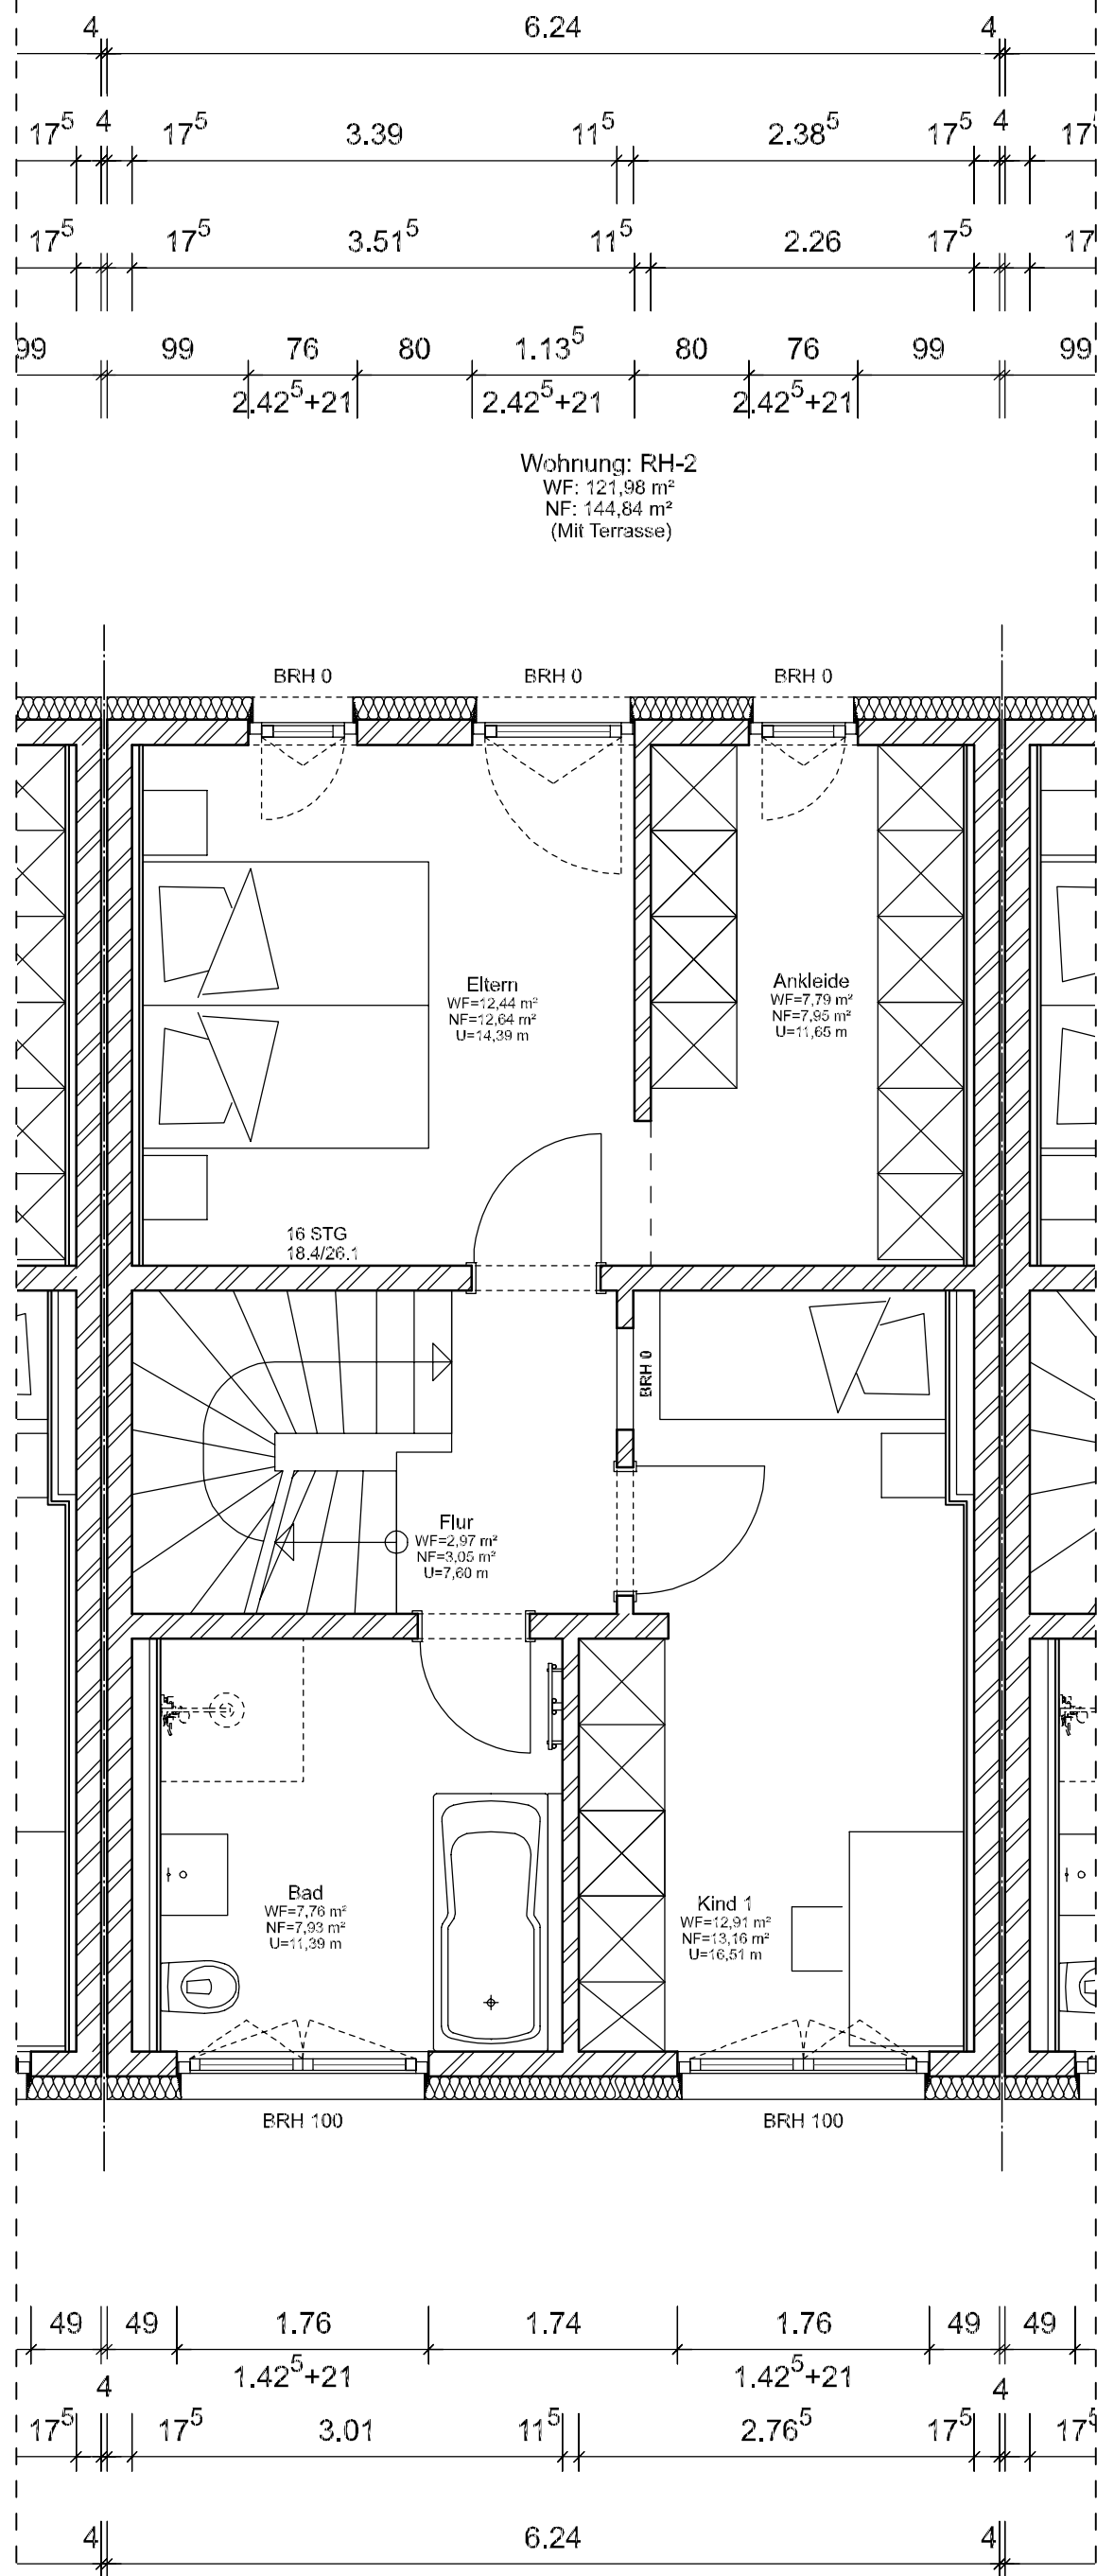 4 6.24 4
17⁵ 4 17⁵ 3.39 11⁵ 2.38⁵ 17⁵ 4 17⁵
17⁵ 17⁵ 3.51⁵ 11⁵ 2.26 17⁵ 17
99 99 76 80 1.13⁵ 80 76 99 99
2.42⁵+21 2.42⁵+21 2.42⁵+21
Wohnung: RH-2
WF: 121,98 m²
NF: 144,84 m²
(Mit Terrasse)
BRH 0 BRH 0 BRH 0
Eltern
WF=12,44 m²
NF=12,64 m²
U=14,39 m
Ankleide
WF=7,79 m²
NF=7,95 m²
U=11,65 m
16 STG
18.4/26.1
BRH 0
Flur
WF=2,97 m²
NF=3,05 m²
U=7,60 m
Bad
WF=7,76 m²
NF=7,93 m²
U=11,39 m
Kind 1
WF=12,91 m²
NF=13,16 m²
U=16,51 m
BRH 100 BRH 100
49 49 1.76 1.74 1.76 49 49
1.42⁵+21 1.42⁵+21
4 4
17⁵ 17⁵ 3.01 11⁵ 2.76⁵ 17⁵ 17⁵
4 6.24 4